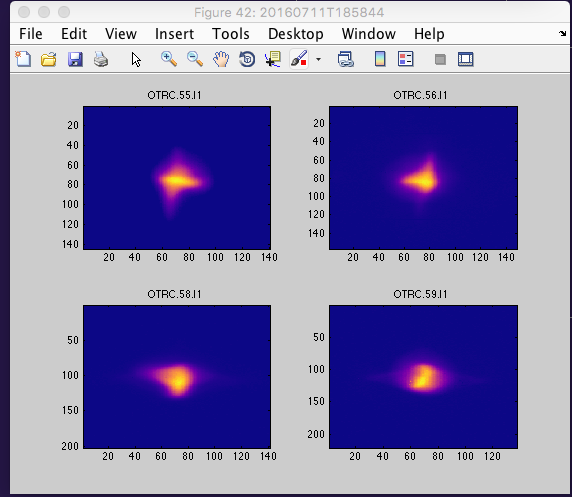 Figure 42: 20160711T185844
File Edit View Insert Tools Desktop Window Help
OTRC.55.I1
20
40
60
80
100
120
140
20 40 60 80 100 120 140
OTRC.56.I1
20
40
60
80
100
120
140
20 40 60 80 100 120 140
OTRC.58.I1
50
100
150
200
20 40 60 80 100 120 140
OTRC.59.I1
50
100
150
200
20 40 60 80 100 120